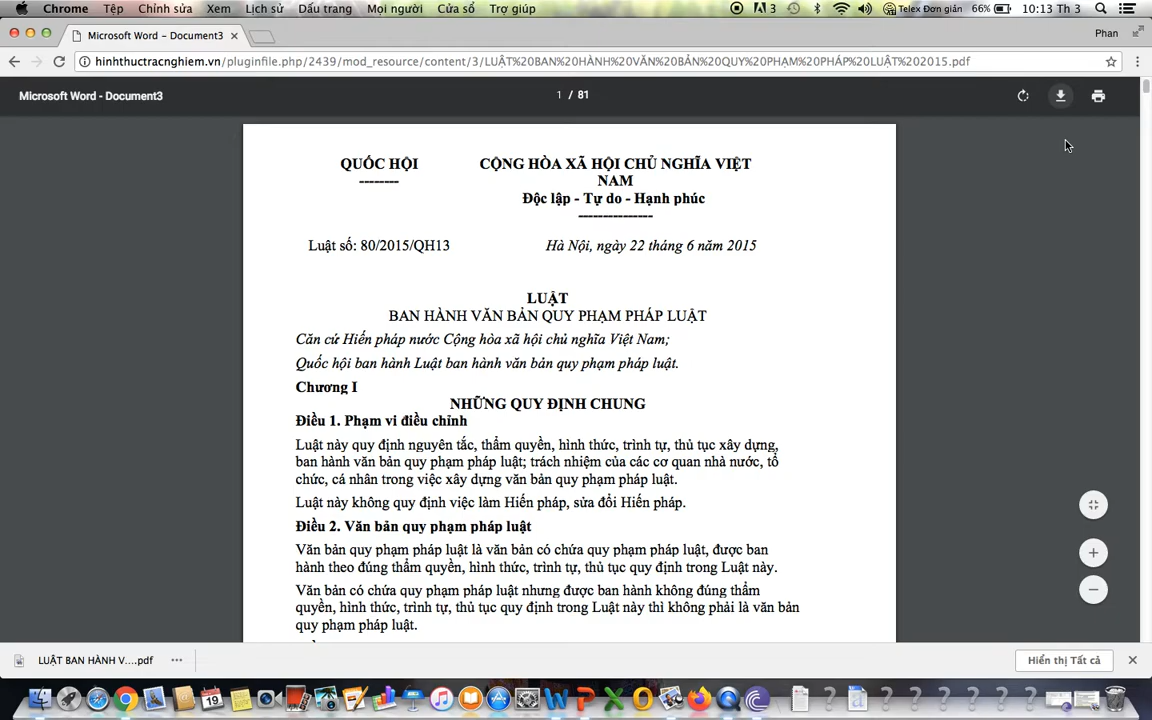 Chrome Tệp Chỉnh sửa Xem Lịch sử Dấu trang Mọi người Cửa sổ Trợ giúp 3 Telex Đơn giản 66% 10:13 Th 3
Microsoft Word - Document3 Phan
hinhthuctracnghiem.vn/pluginfile.php/2439/mod_resource/content/3/LUẬT%20BAN%20HÀNH%20VĂN%20BẢN%20QUY%20PHẠM%20PHÁP%20LUẬT%202015.pdf
Microsoft Word - Document3 1 / 81
QUỐC HỘI CỘNG HÒA XÃ HỘI CHỦ NGHĨA VIỆT
-------- NAM
Độc lập - Tự do - Hạnh phúc
---------------
Luật số: 80/2015/QH13 Hà Nội, ngày 22 tháng 6 năm 2015
LUẬT
BAN HÀNH VĂN BẢN QUY PHẠM PHÁP LUẬT
Căn cứ Hiến pháp nước Cộng hòa xã hội chủ nghĩa Việt Nam;
Quốc hội ban hành Luật ban hành văn bản quy phạm pháp luật.
Chương I
NHỮNG QUY ĐỊNH CHUNG
Điều 1. Phạm vi điều chỉnh
Luật này quy định nguyên tắc, thẩm quyền, hình thức, trình tự, thủ tục xây dựng,
ban hành văn bản quy phạm pháp luật; trách nhiệm của các cơ quan nhà nước, tổ
chức, cá nhân trong việc xây dựng văn bản quy phạm pháp luật.
Luật này không quy định việc làm Hiến pháp, sửa đổi Hiến pháp.
Điều 2. Văn bản quy phạm pháp luật
Văn bản quy phạm pháp luật là văn bản có chứa quy phạm pháp luật, được ban
hành theo đúng thẩm quyền, hình thức, trình tự, thủ tục quy định trong Luật này.
Văn bản có chứa quy phạm pháp luật nhưng được ban hành không đúng thẩm
quyền, hình thức, trình tự, thủ tục quy định trong Luật này thì không phải là văn bản
quy phạm pháp luật.
LUẬT BAN HÀNH V....pdf Hiển thị Tất cả
19